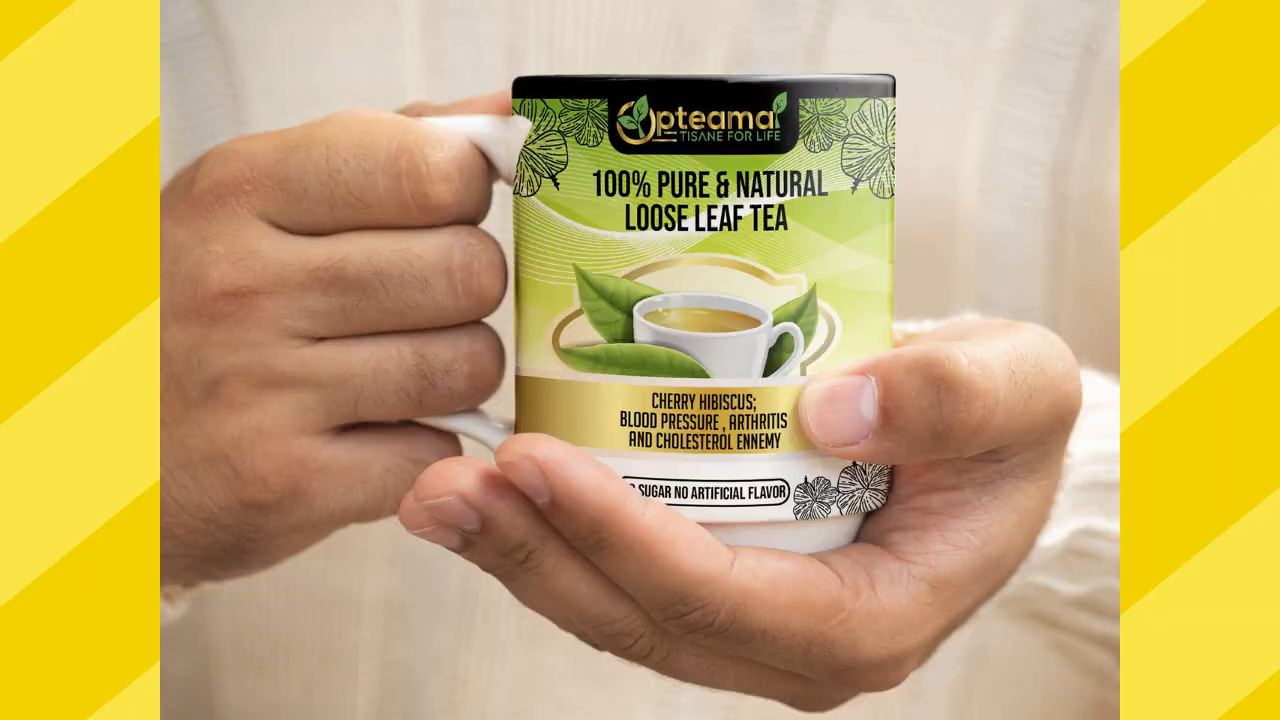 Opteama
TISANE FOR LIFE
100% PURE & NATURAL
LOOSE LEAF TEA
CHERRY HIBISCUS;
BLOOD PRESSURE , ARTHRITIS
AND CHOLESTEROL ENNEMY
SUGAR NO ARTIFICIAL FLAVOR